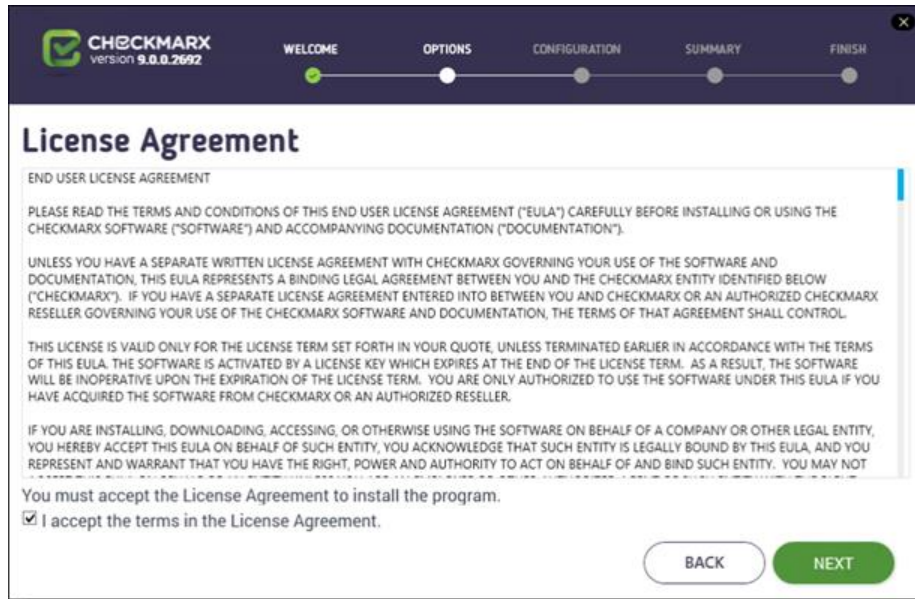 CHECKMARX
version 9.0.0.2692
WELCOME
OPTIONS
CONFIGURATION
SUMMARY
FINISH
License Agreement
END USER LICENSE AGREEMENT
PLEASE READ THE TERMS AND CONDITIONS OF THIS END USER LICENSE AGREEMENT ("EULA") CAREFULLY BEFORE INSTALLING OR USING THE
CHECKMARX SOFTWARE ("SOFTWARE") AND ACCOMPANYING DOCUMENTATION ("DOCUMENTATION").
UNLESS YOU HAVE A SEPARATE WRITTEN LICENSE AGREEMENT WITH CHECKMARX GOVERNING YOUR USE OF THE SOFTWARE AND
DOCUMENTATION, THIS EULA REPRESENTS A BINDING LEGAL AGREEMENT BETWEEN YOU AND THE CHECKMARX ENTITY IDENTIFIED BELOW
("CHECKMARX"). IF YOU HAVE A SEPARATE LICENSE AGREEMENT ENTERED INTO BETWEEN YOU AND CHECKMARX OR AN AUTHORIZED CHECKMARX
RESELLER GOVERNING YOUR USE OF THE CHECKMARX SOFTWARE AND DOCUMENTATION, THE TERMS OF THAT AGREEMENT SHALL CONTROL.
THIS LICENSE IS VALID ONLY FOR THE LICENSE TERM SET FORTH IN YOUR QUOTE, UNLESS TERMINATED EARLIER IN ACCORDANCE WITH THE TERMS
OF THIS EULA. THE SOFTWARE IS ACTIVATED BY A LICENSE KEY WHICH EXPIRES AT THE END OF THE LICENSE TERM. AS A RESULT, THE SOFTWARE
WILL BE INOPERATIVE UPON THE EXPIRATION OF THE LICENSE TERM. YOU ARE ONLY AUTHORIZED TO USE THE SOFTWARE UNDER THIS EULA IF YOU
HAVE ACQUIRED THE SOFTWARE FROM CHECKMARX OR AN AUTHORIZED RESELLER.
IF YOU ARE INSTALLING, DOWNLOADING, ACCESSING, OR OTHERWISE USING THE SOFTWARE ON BEHALF OF A COMPANY OR OTHER LEGAL ENTITY,
YOU HEREBY ACCEPT THIS EULA ON BEHALF OF SUCH ENTITY, YOU ACKNOWLEDGE THAT SUCH ENTITY IS LEGALLY BOUND BY THIS EULA, AND YOU
REPRESENT AND WARRANT THAT YOU HAVE THE RIGHT, POWER AND AUTHORITY TO ACT ON BEHALF OF AND BIND SUCH ENTITY. YOU MAY NOT
You must accept the License Agreement to install the program.
I accept the terms in the License Agreement.
BACK
NEXT